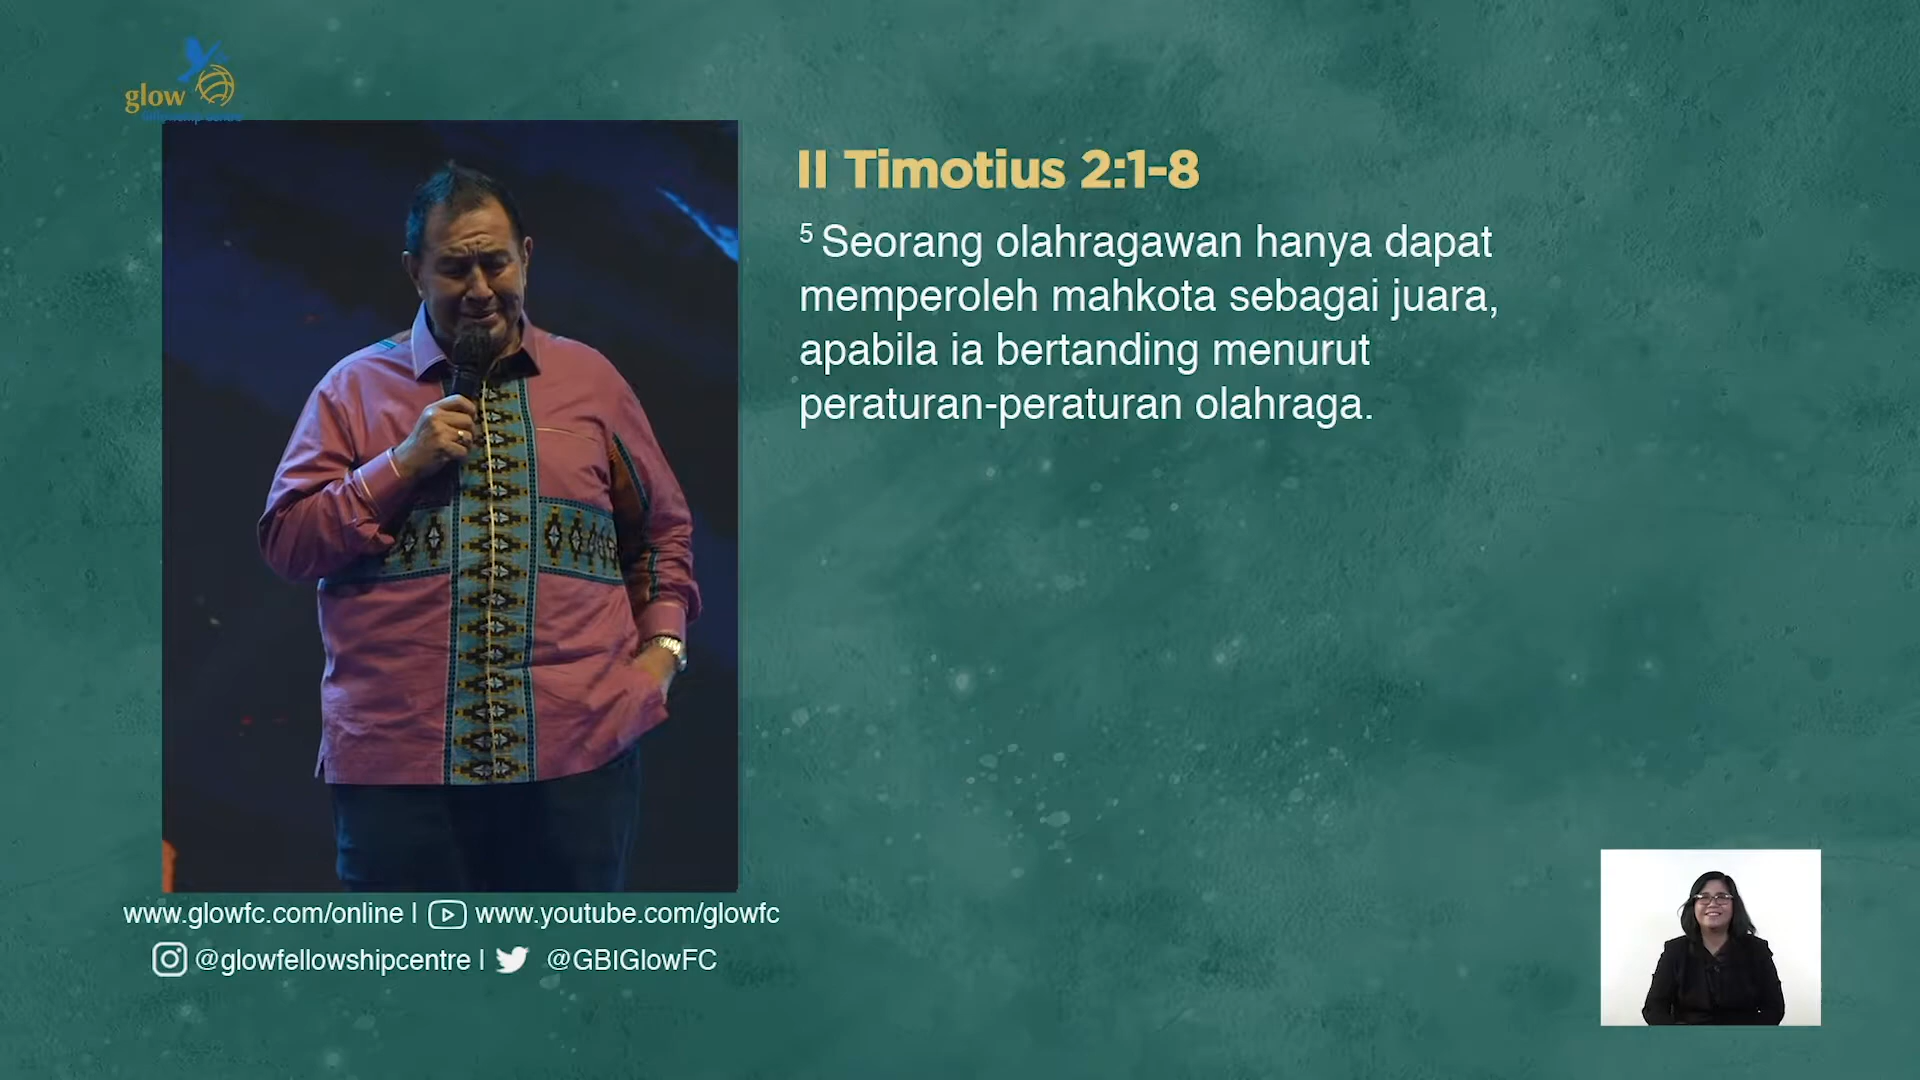 glow
II Timotius 2:1-8
5 Seorang olahragawan hanya dapat
memperoleh mahkota sebagai juara,
apabila ia bertanding menurut
peraturan-peraturan olahraga.
www.glowfc.com/online | www.youtube.com/glowfc
@glowfellowshipcentre | @GBIGlowFC